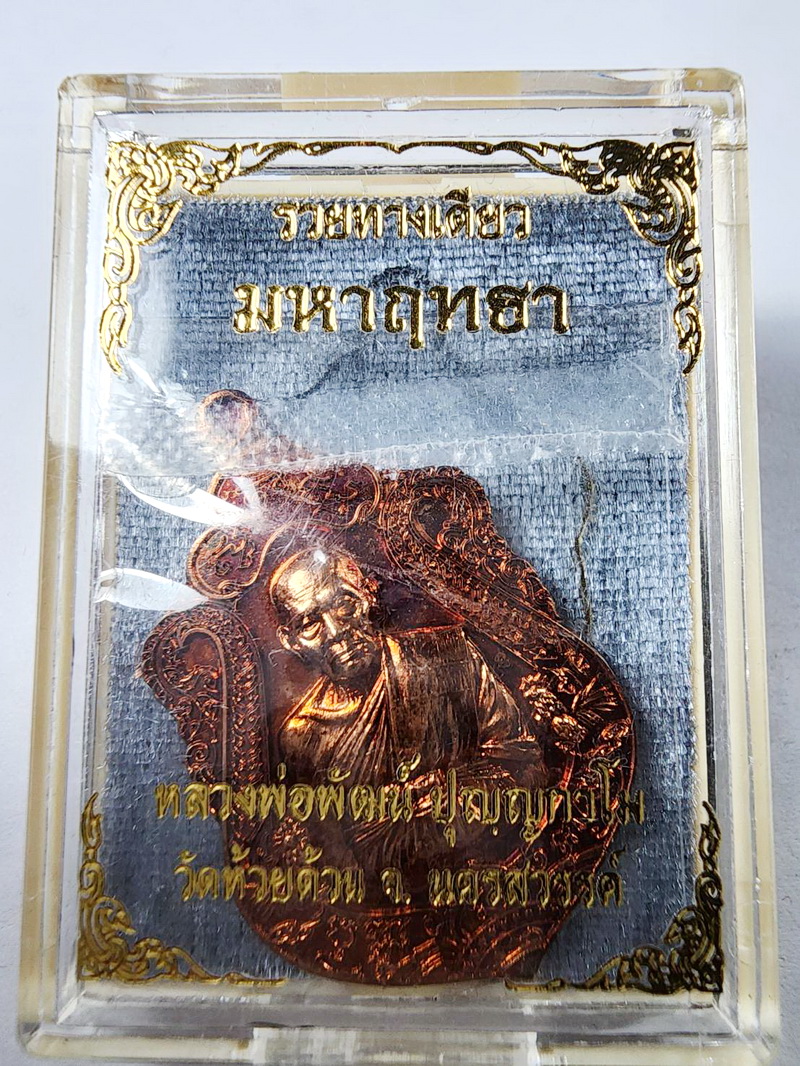 รวยทางเดียว
มหาฤทธา
หลวงพ่อพัฒน์ ปุญฺญกาโม
วัดห้วยด้วน จ. นครสวรรค์